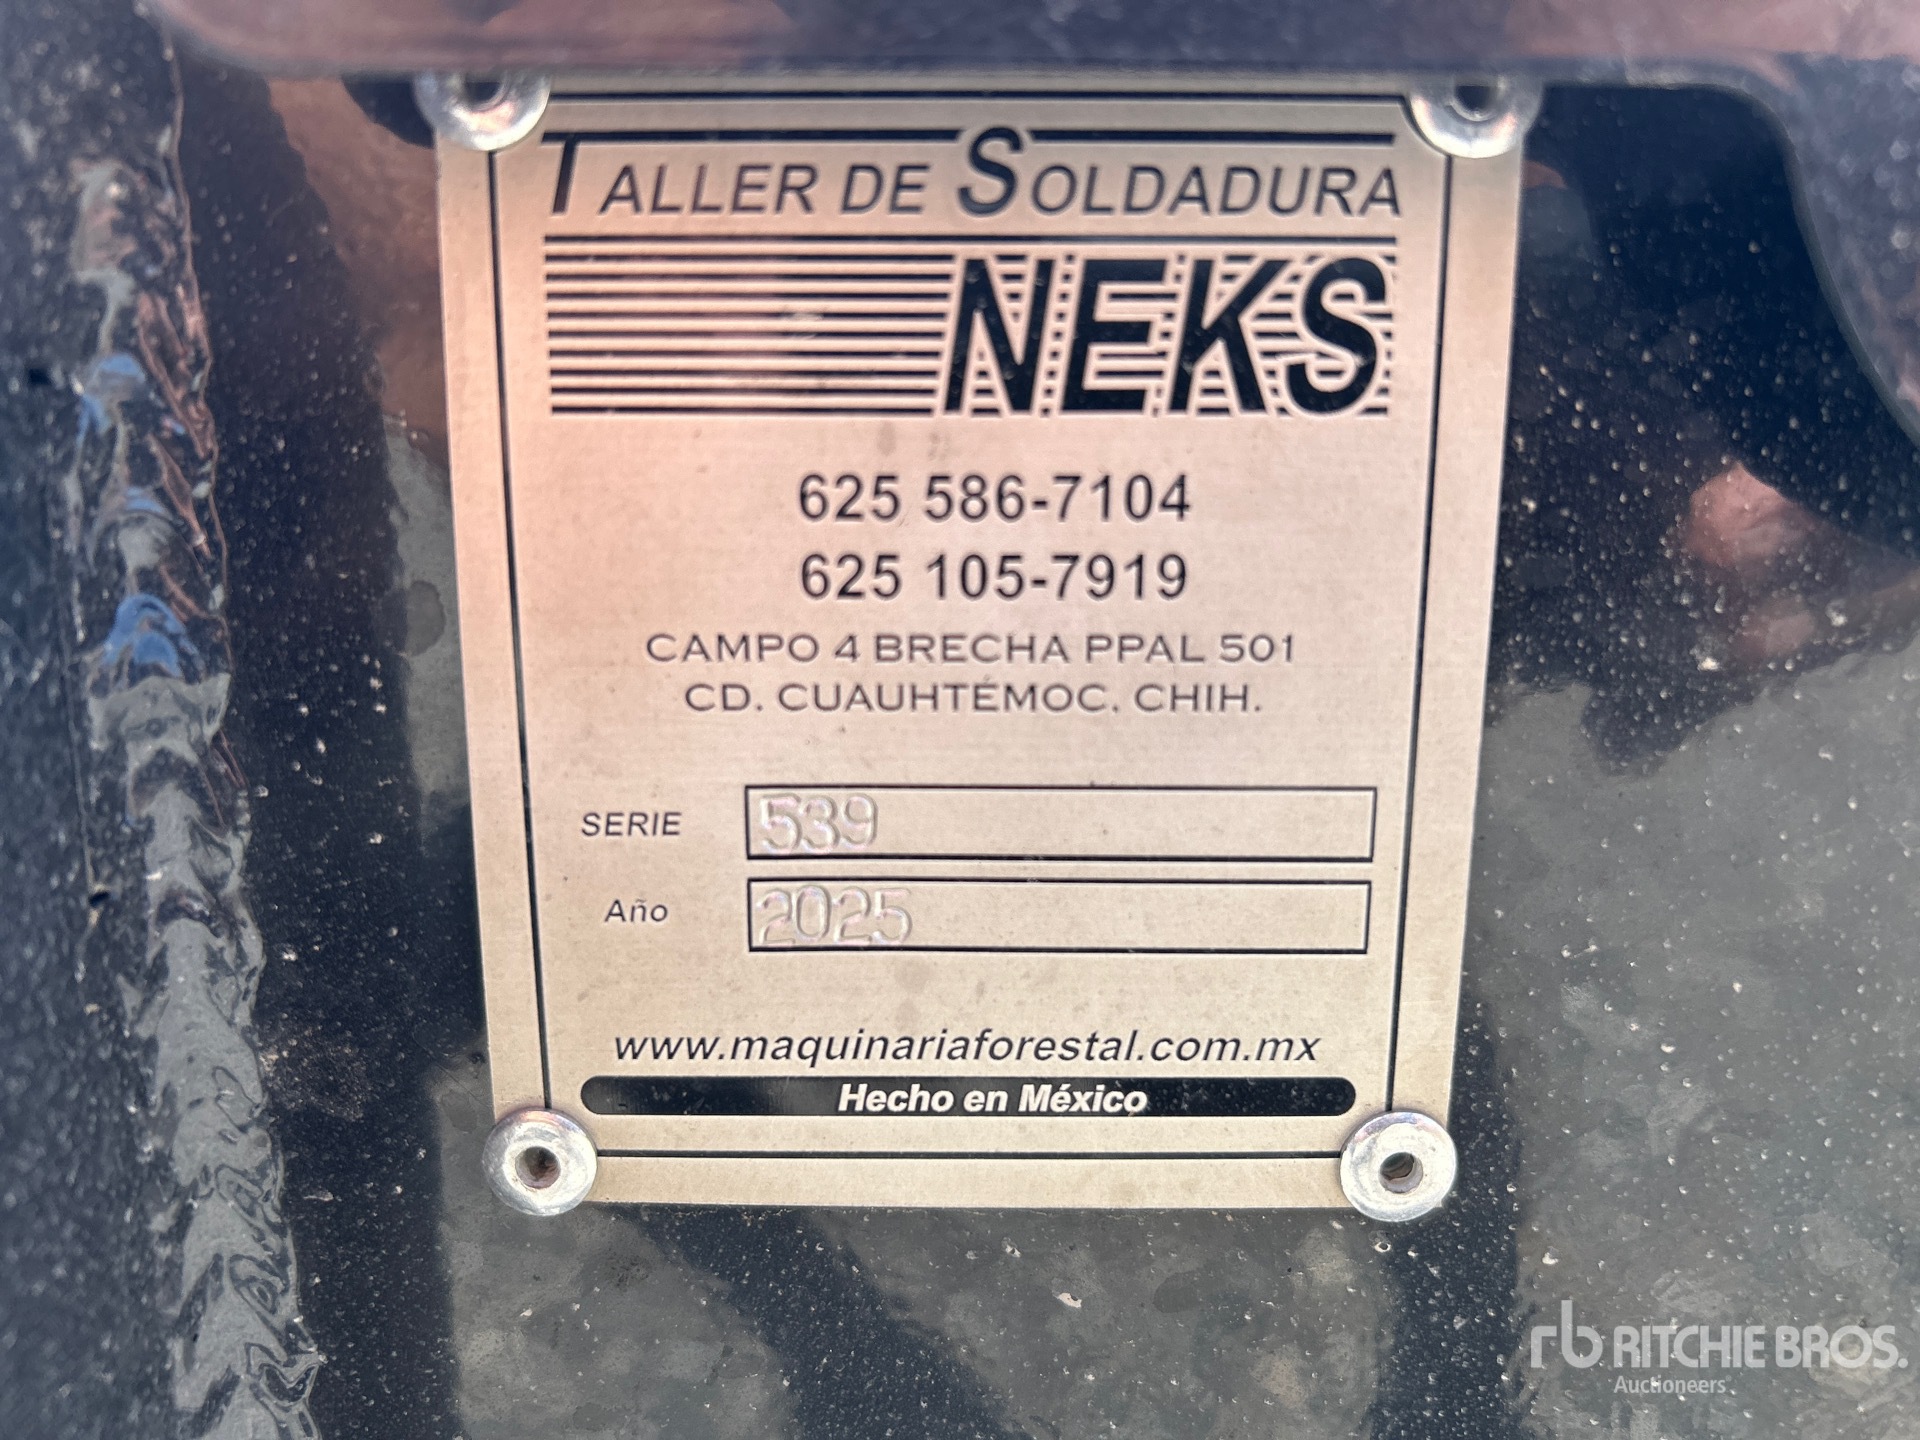 TALLER DE SOLDADURA
NEKS
625 586-7104
625 105-7919
CAMPO 4 BRECHA PPAL 501
CD. CUAUHTÉMOC, CHIH.
SERIE 539
Año 2025
www.maquinariaforestal.com.mx
Hecho en México
rb RITCHIE BROS.
Auctioneers